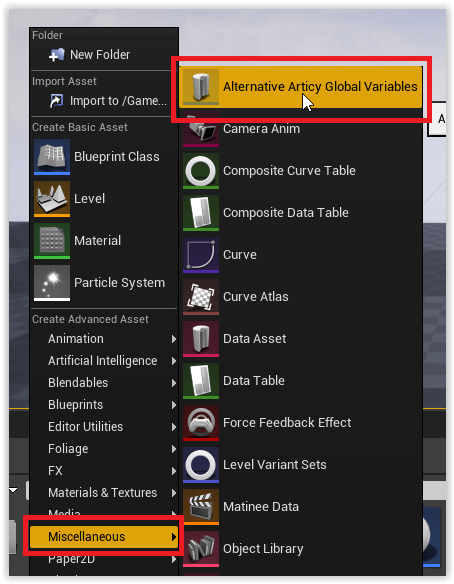 Folder
New Folder
Import Asset
Import to /Game...
Create Basic Asset
Blueprint Class
Level
Material
Particle System
Create Advanced Asset
Animation
Artificial Intelligence
Blendables
Blueprints
Editor Utilities
Foliage
FX
Materials & Textures
Media
Miscellaneous
Paper2D
Alternative Articy Global Variables
Camera Anim
Composite Curve Table
Composite Data Table
Curve
Curve Atlas
Data Asset
Data Table
Force Feedback Effect
Level Variant Sets
Matinee Data
Object Library
A